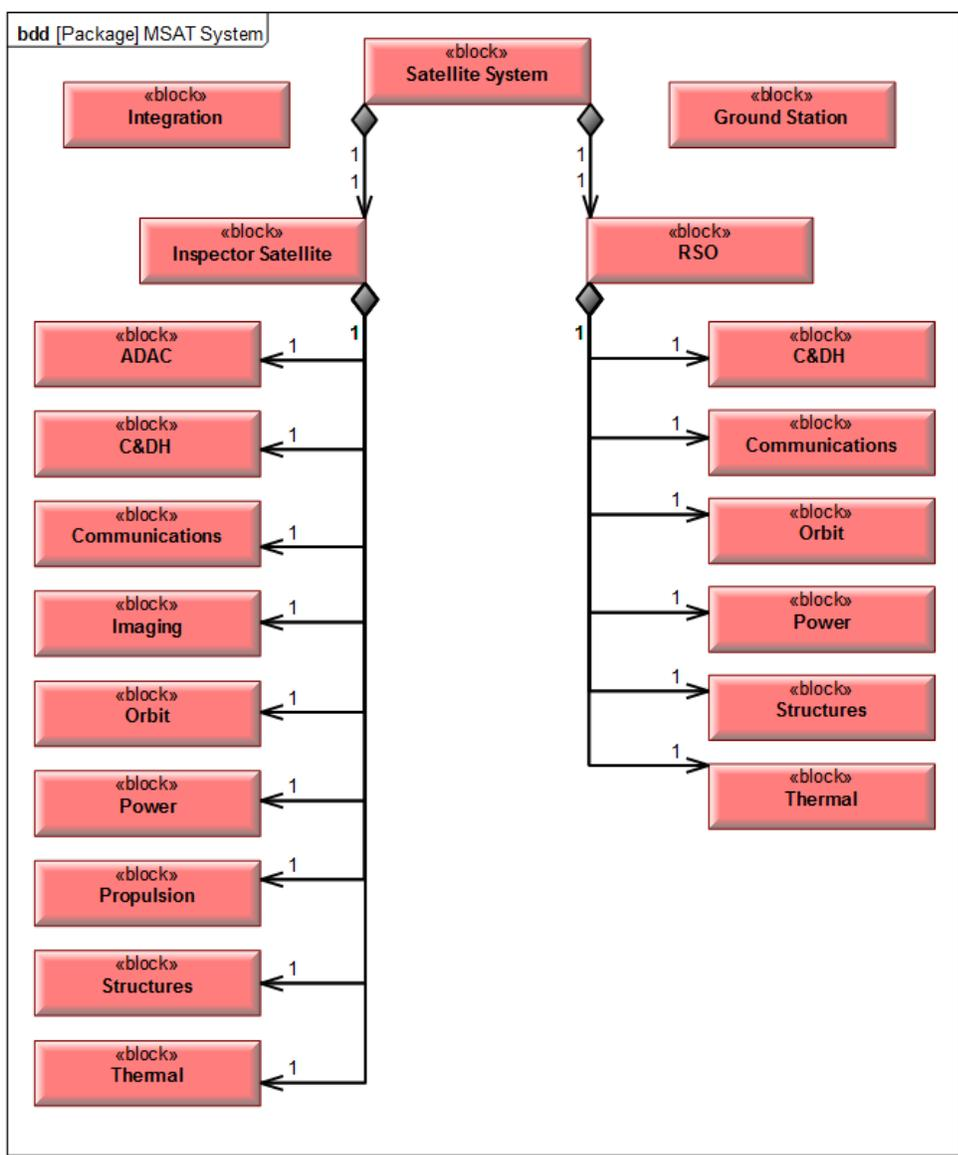 bdd [Package] MSAT System
«block»
Satellite System
«block»
Integration
«block»
Ground Station
1
1
1
1
«block»
Inspector Satellite
«block»
RSO
1
1
«block»
ADAC
1
«block»
C&DH
1
«block»
Communications
1
«block»
Imaging
1
«block»
Orbit
1
«block»
Power
1
«block»
Propulsion
1
«block»
Structures
1
«block»
Thermal
1
1
«block»
C&DH
1
«block»
Communications
1
«block»
Orbit
1
«block»
Power
1
«block»
Structures
1
«block»
Thermal